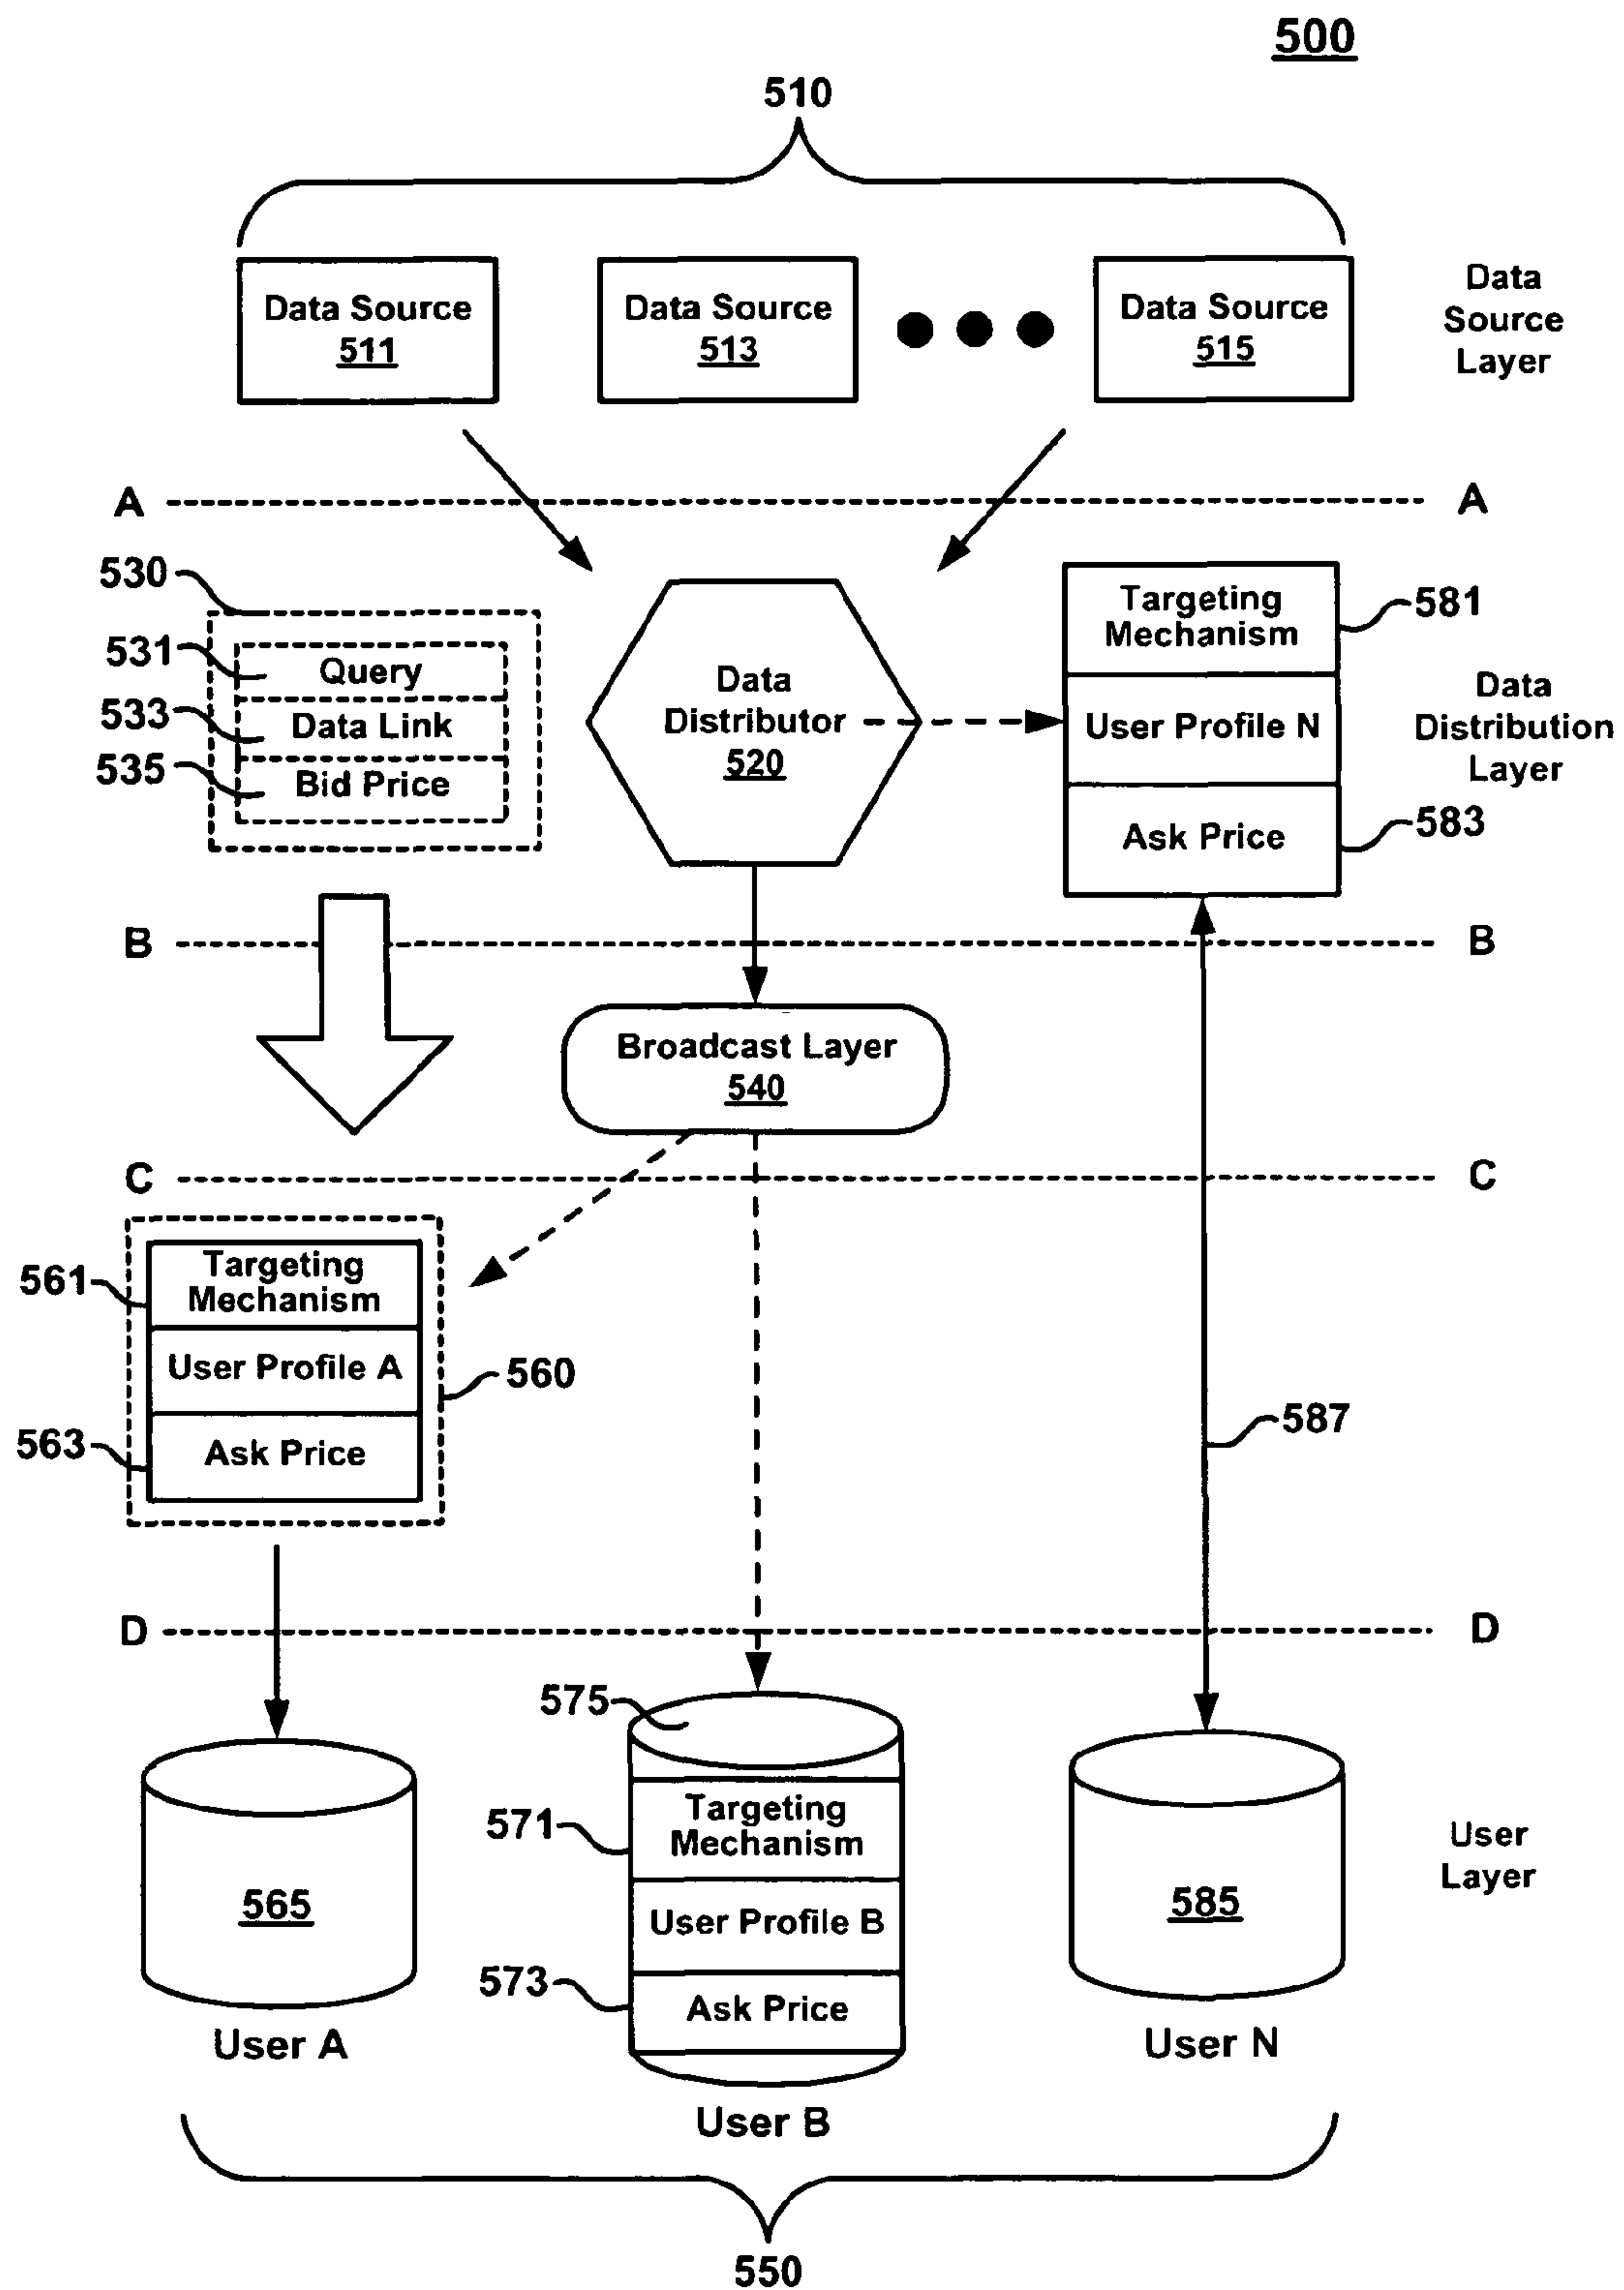 500
510
Data Source
511
Data Source
513
Data Source
515
Data
Source
Layer
A
A
530
531
Query
533
Data Link
535
Bid Price
Data
Distributor
520
Targeting
Mechanism
581
User Profile N
Ask Price
583
Data
Distribution
Layer
B
B
Broadcast Layer
540
C
C
561
Targeting
Mechanism
User Profile A
560
563
Ask Price
587
D
D
575
571
Targeting
Mechanism
User Profile B
573
Ask Price
565
585
User
Layer
User A
User B
User N
550